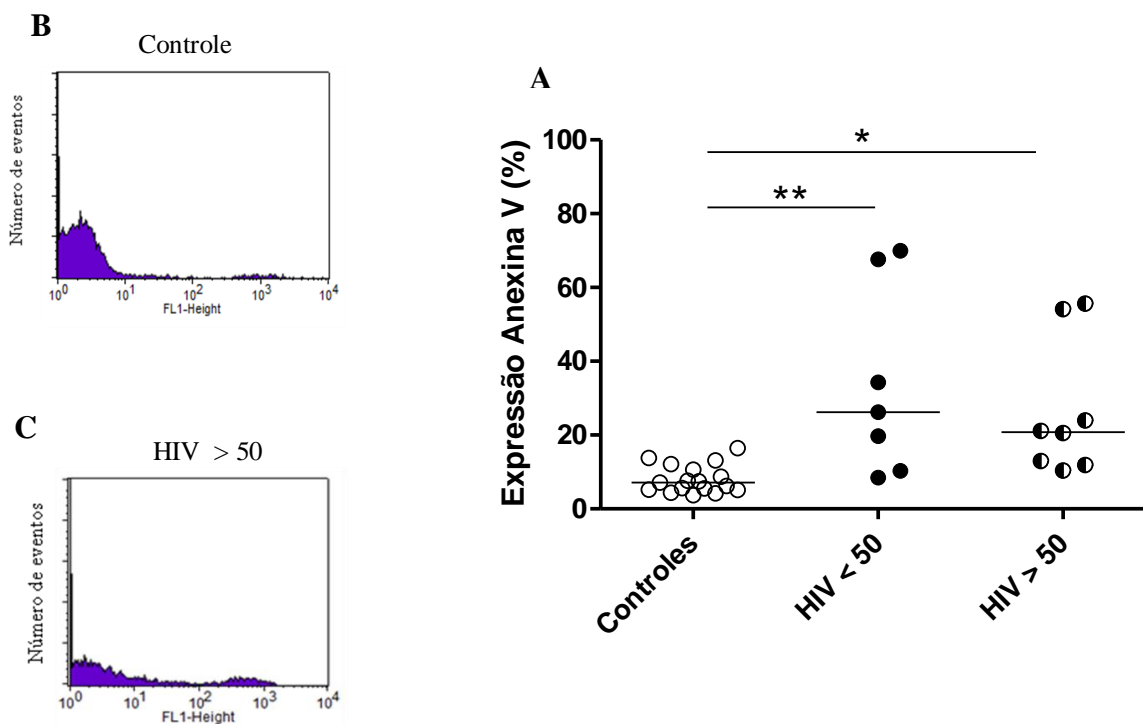 B
Controle
Número de eventos
10^0 10^1 10^2 10^3 10^4
FL1-Height
C
HIV > 50
Número de eventos
10^0 10^1 10^2 10^3 10^4
FL1-Height
A
Expressão Anexina V (%)
100
80
60
40
20
0
*
**
Controles
HIV < 50
HIV > 50